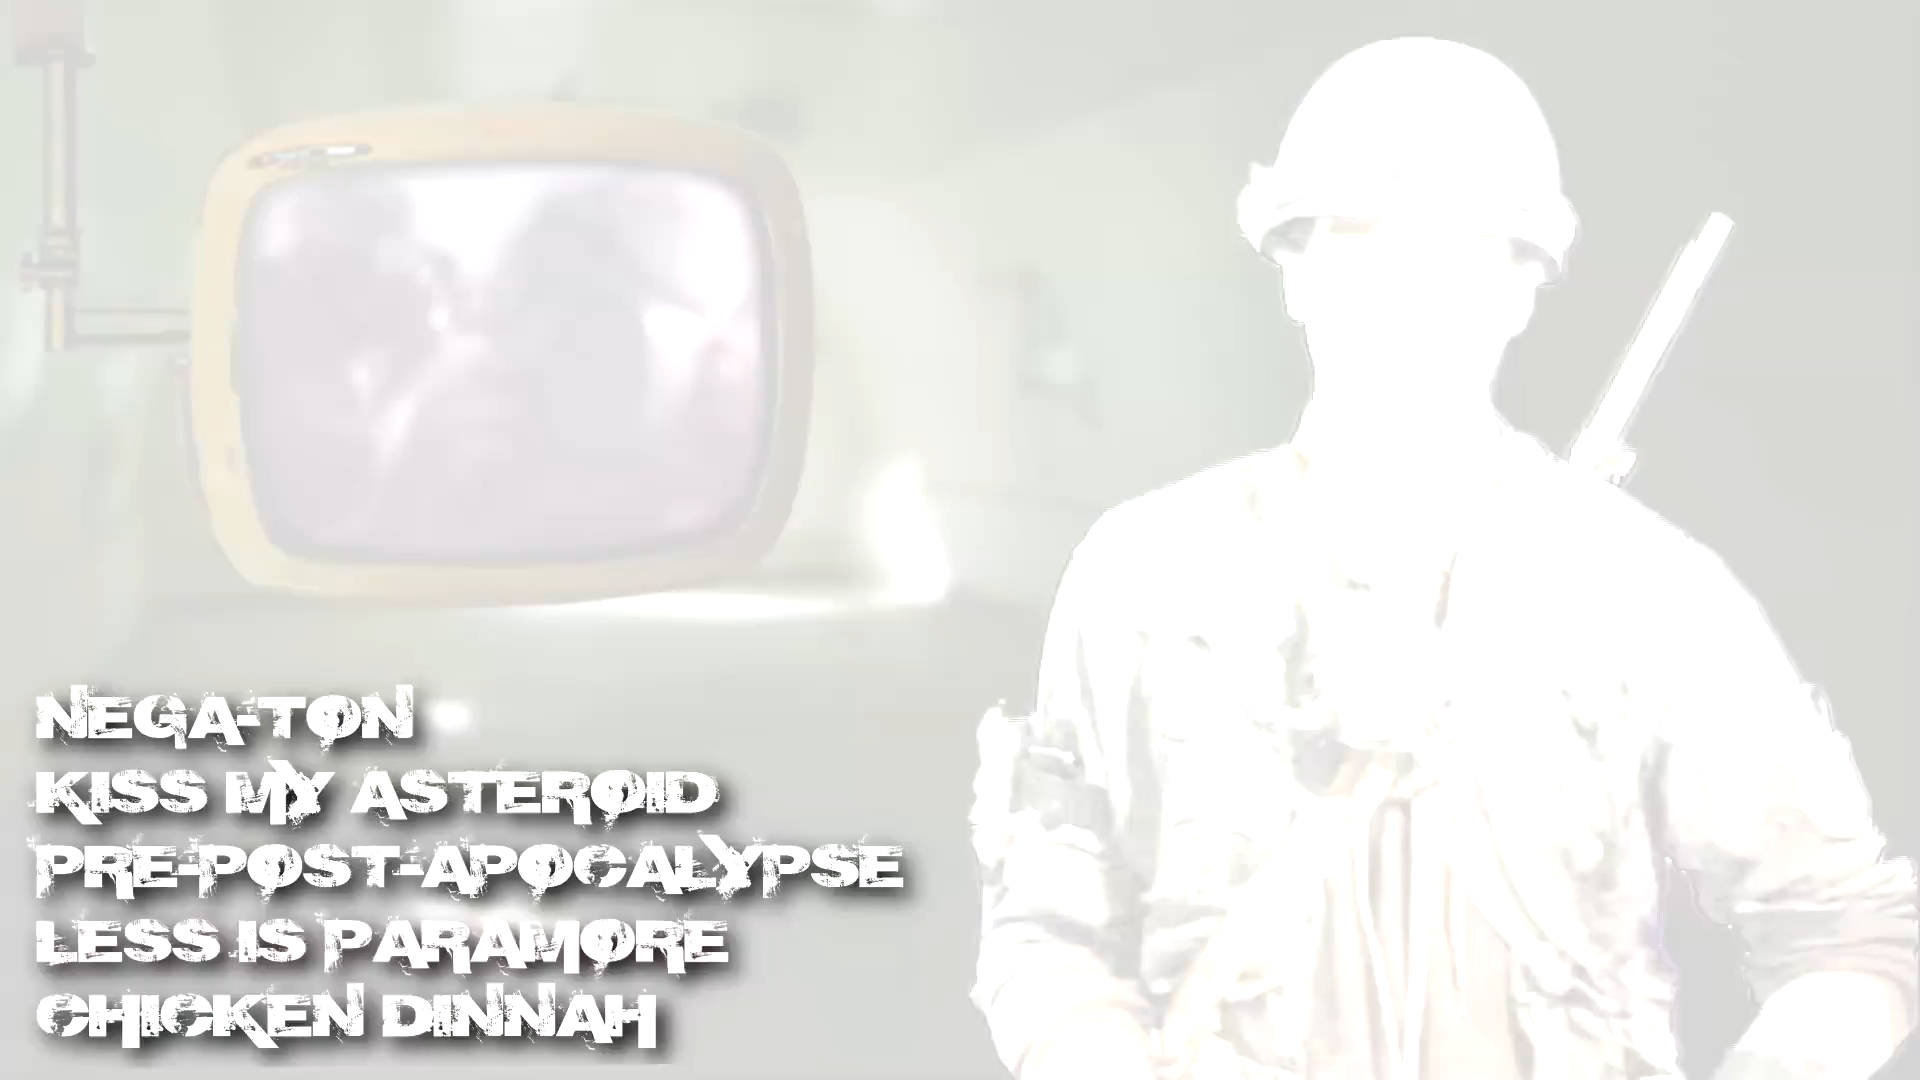 NEGA-TON
KISS MY ASTEROID
PRE-POST-APOCALYPSE
LESS IS PARAMORE
CHICKEN DINNAH